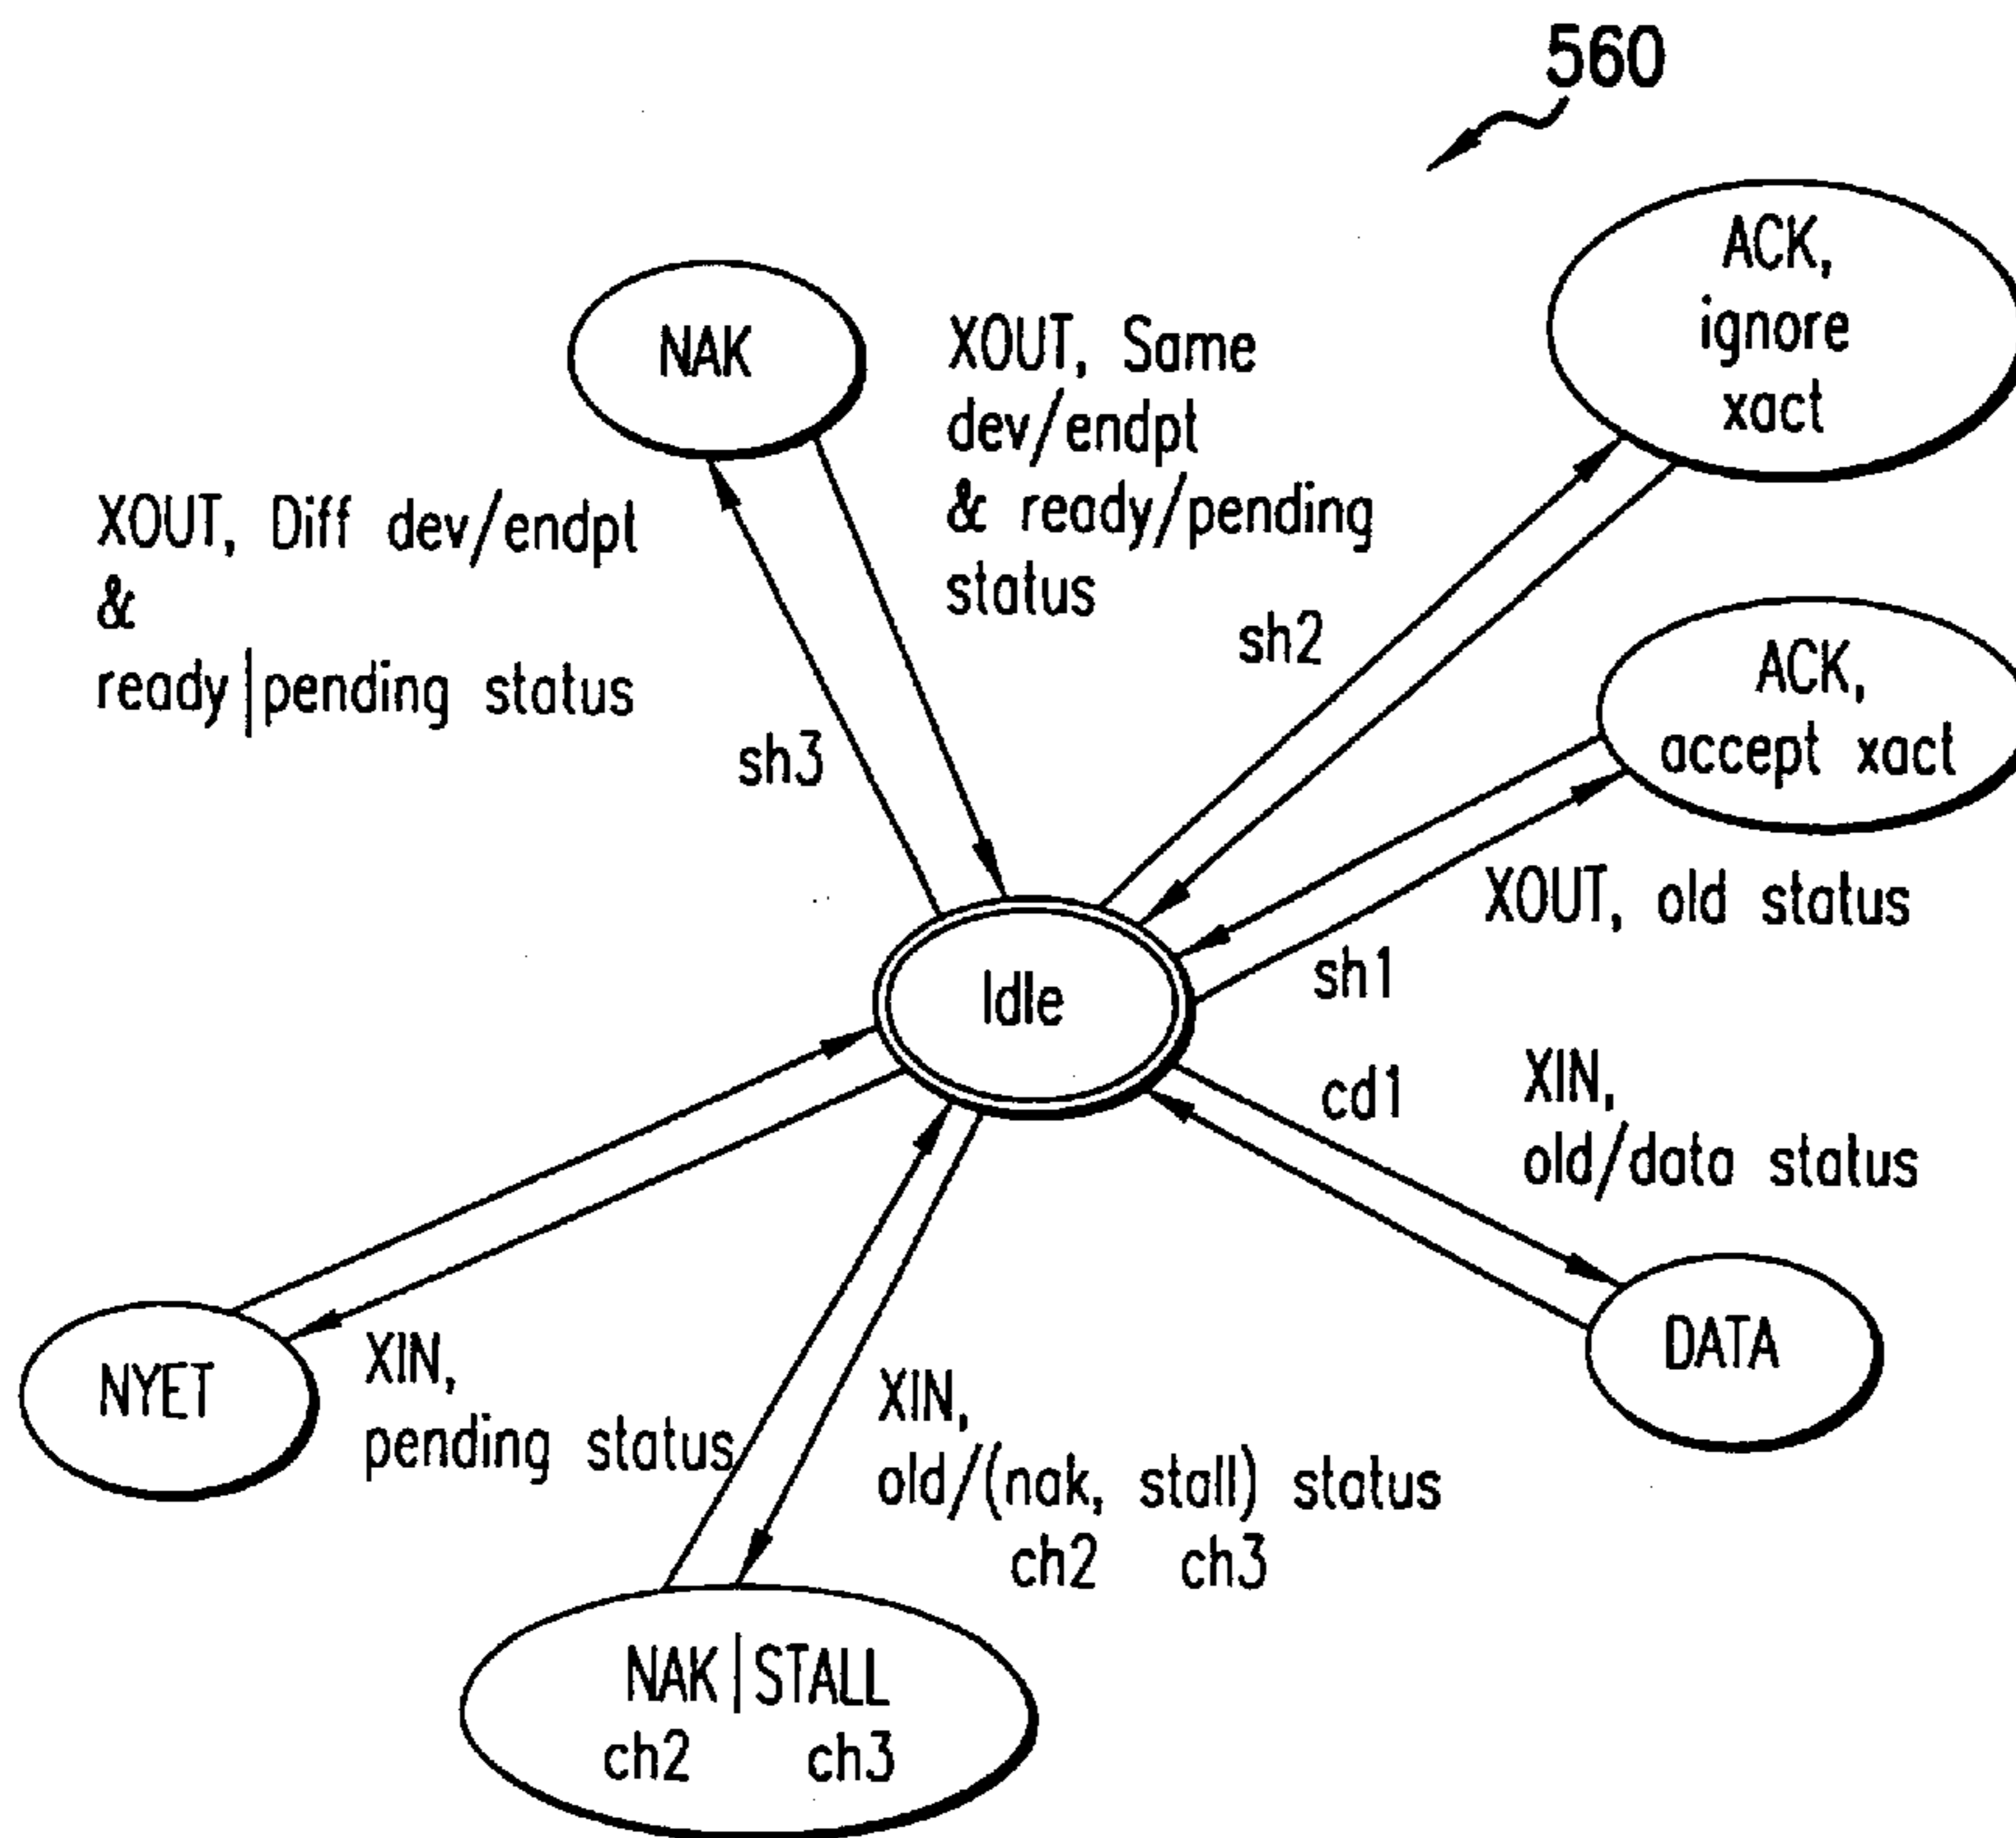 560
ACK,
ignore
xact
NAK
XOUT, Same
dev/endpt
& ready/pending
status
XOUT, Diff dev/endpt
&
ready|pending status
sh2
sh3
ACK,
accept xact
XOUT, old status
sh1
Idle
cd1
XIN,
old/data status
DATA
NYET
XIN,
pending status
XIN,
old/(nak, stall) status
ch2 ch3
NAK|STALL
ch2 ch3